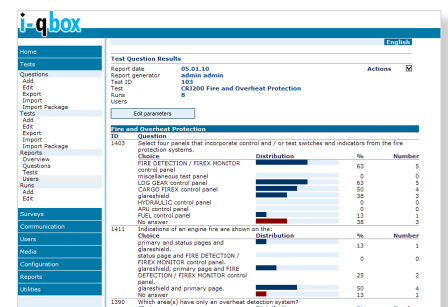 i-qbox
English
Home
Tests
Questions
Add
Edit
Export
Import
Import Package
Tests
Add
Edit
Export
Import
Import Package
Reports
Overview
Questions
Tests
Users
Runs
Add
Edit
Surveys
Communication
Users
Media
Configuration
Reports
Utilities
Test Question Results
Report date 05.01.10 Actions
Report generator admin admin
Test ID 103
Test CRJ200 Fire and Overheat Protection
Runs 8
Users
Edit parameters
Fire and Overheat Protection
ID Question
1403 Select four panels that incorporate control and / or test switches and indicators from the fire
protection systems.
Choice Distribution % Number
FIRE DETECTION / FIREX MONITOR
control panel 63 5
miscellaneous test panel 0 0
LDG GEAR control panel 63 5
CARGO FIREX control panel 50 4
glareshield 38 3
HYDRAULIC control panel 0 0
APU control panel 0 0
FUEL control panel 13 1
No answer 38 3
1411 Indications of an engine fire are shown on the:
Choice Distribution % Number
primary and status pages and
glareshield. 13 1
status page and FIRE DETECTION /
FIREX MONITOR control panel. 0 0
glareshield, primary page and FIRE
DETECTION / FIREX MONITOR
control panel. 25 2
glareshield and primary page. 50 4
No answer 13 1
1390 Which area(s) have only an overheat detection system?